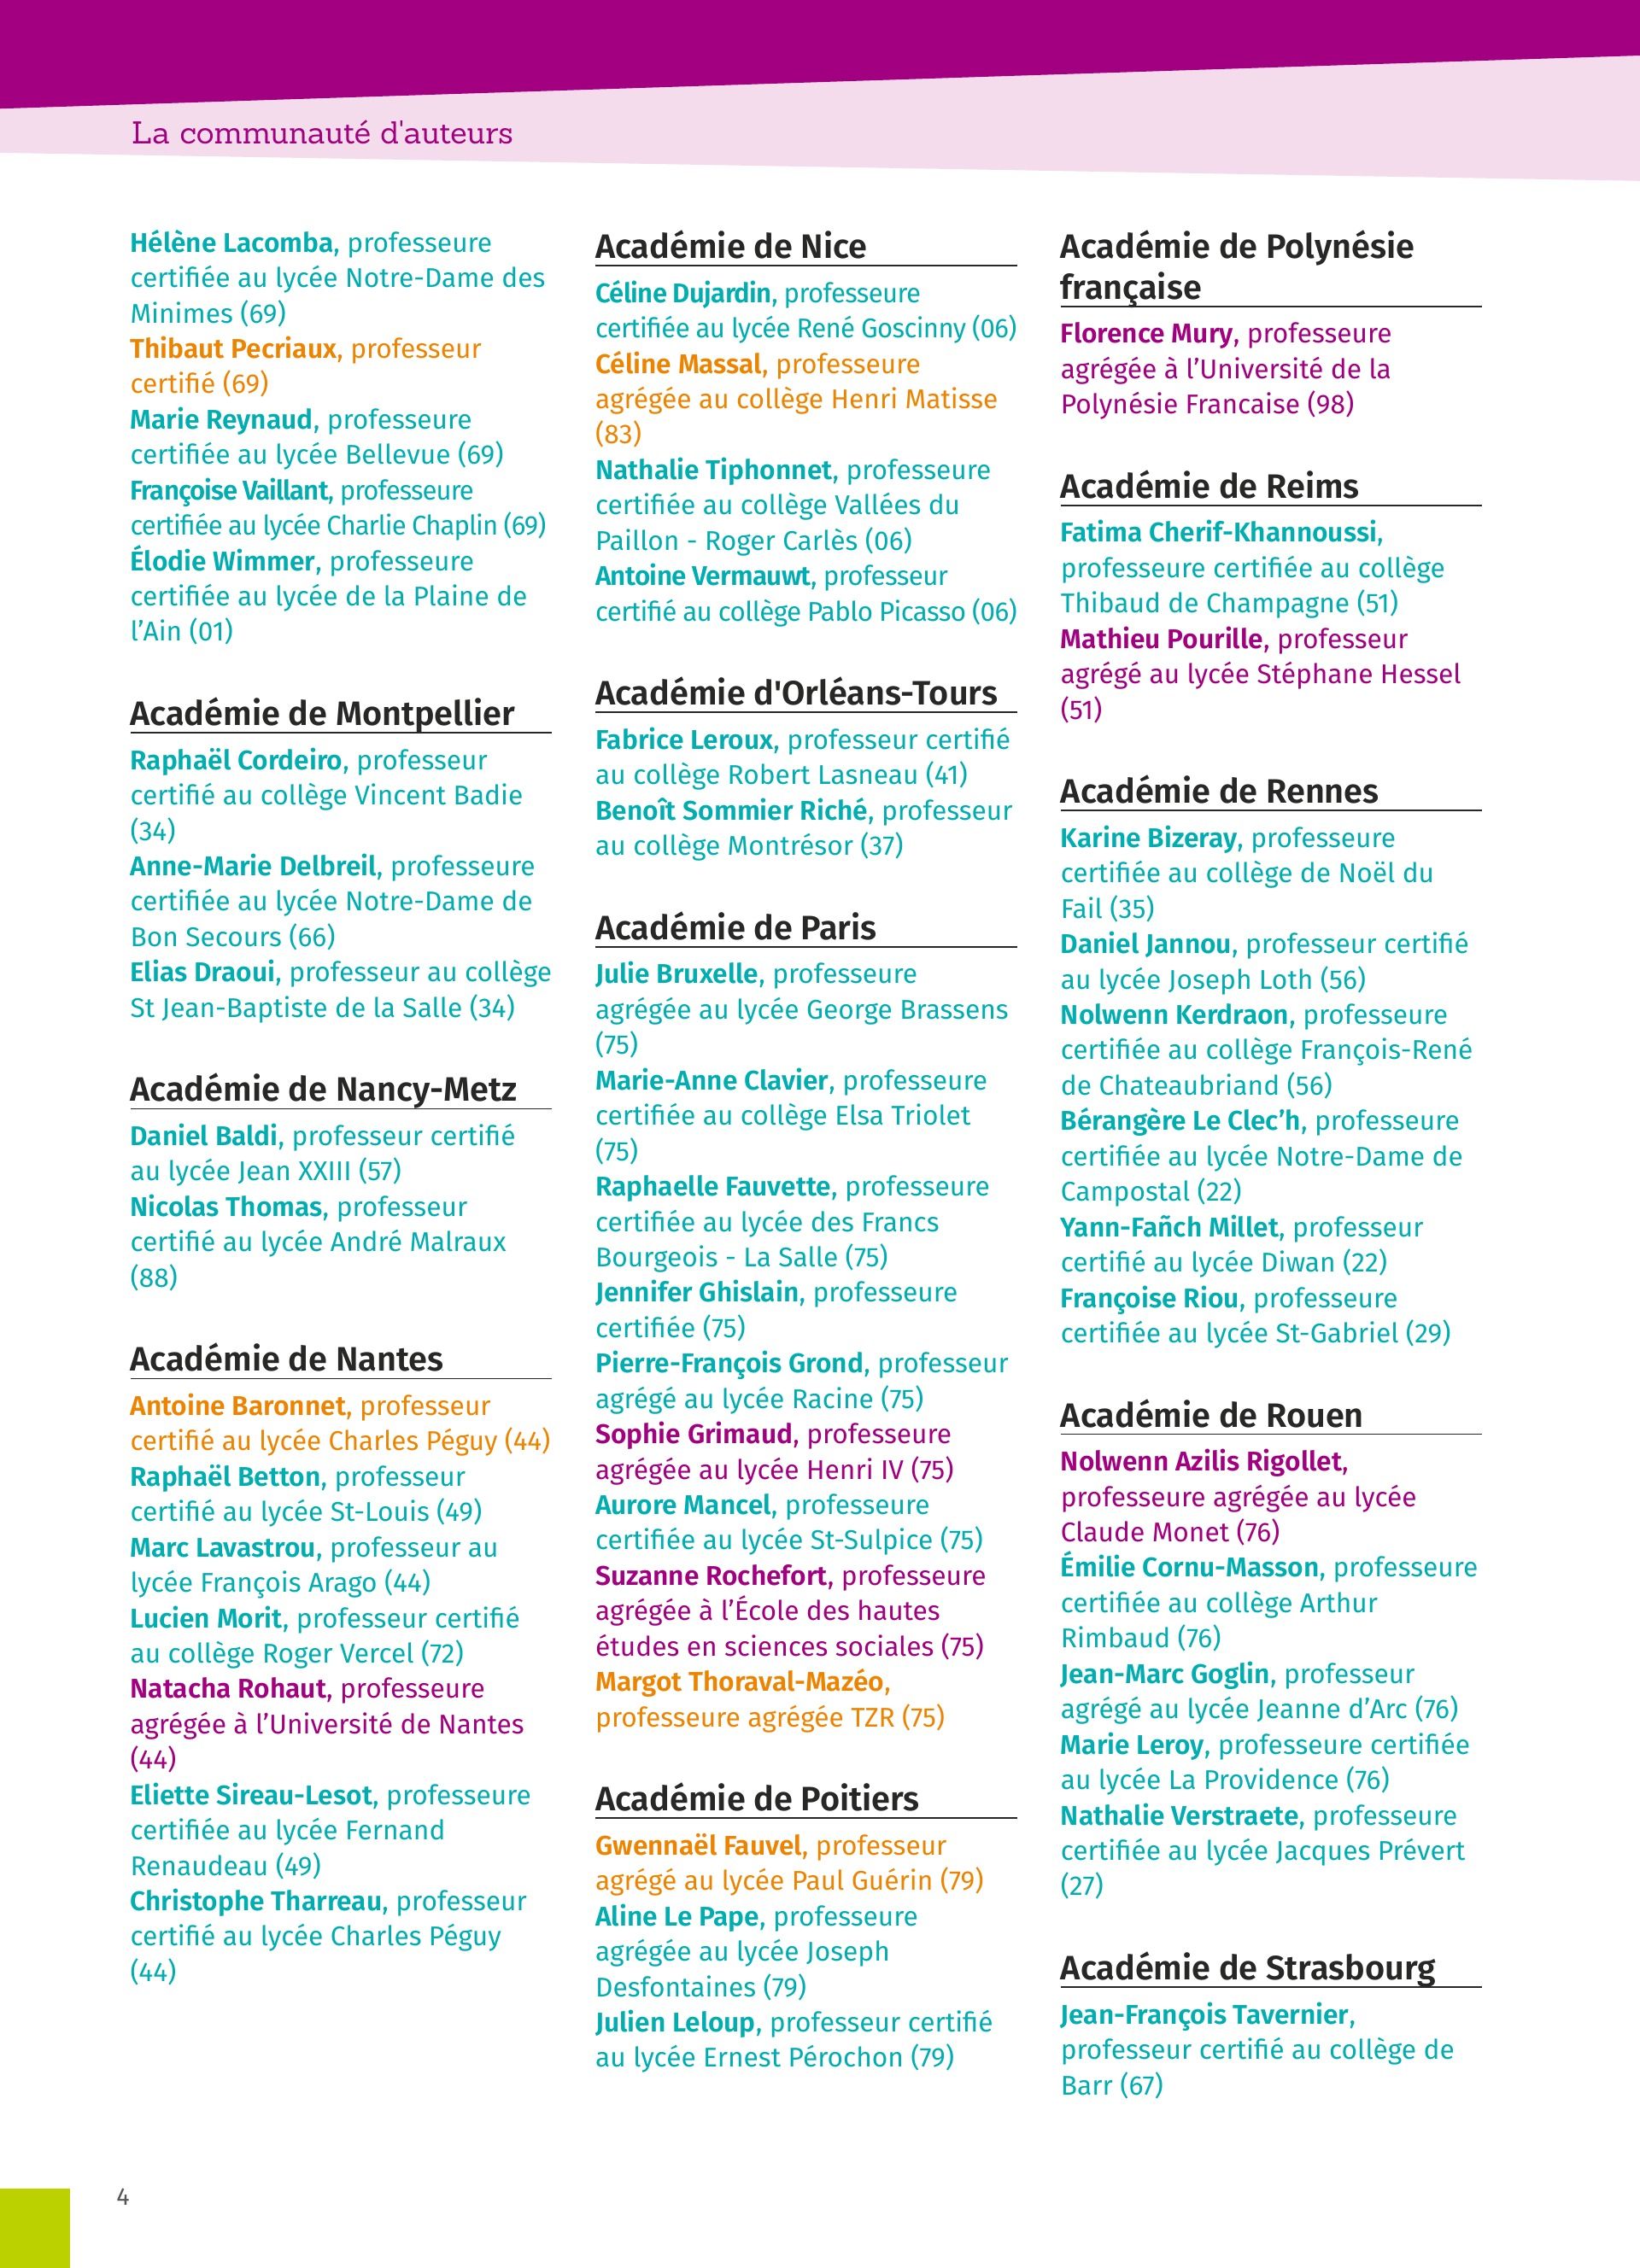 La communauté d'auteurs
Hélène Lacomba, professeure
certifiée au lycée Notre-Dame des
Minimes (69)
Thibaut Pecriaux, professeur
certifié (69)
Marie Reynaud, professeure
certifiée au lycée Bellevue (69)
Françoise Vaillant, professeure
certifiée au lycée Charlie Chaplin (69)
Élodie Wimmer, professeure
certifiée au lycée de la Plaine de
l’Ain (01)
Académie de Montpellier
Raphaël Cordeiro, professeur
certifié au collège Vincent Badie
(34)
Anne-Marie Delbreil, professeure
certifiée au lycée Notre-Dame de
Bon Secours (66)
Elias Draoui, professeur au collège
St Jean-Baptiste de la Salle (34)
Académie de Nancy-Metz
Daniel Baldi, professeur certifié
au lycée Jean XXIII (57)
Nicolas Thomas, professeur
certifié au lycée André Malraux
(88)
Académie de Nantes
Antoine Baronnet, professeur
certifié au lycée Charles Péguy (44)
Raphaël Betton, professeur
certifié au lycée St-Louis (49)
Marc Lavastrou, professeur au
lycée François Arago (44)
Lucien Morit, professeur certifié
au collège Roger Vercel (72)
Natacha Rohaut, professeure
agrégée à l’Université de Nantes
(44)
Eliette Sireau-Lesot, professeure
certifiée au lycée Fernand
Renaudeau (49)
Christophe Tharreau, professeur
certifié au lycée Charles Péguy
(44)
Académie de Nice
Céline Dujardin, professeure
certifiée au lycée René Goscinny (06)
Céline Massal, professeure
agrégée au collège Henri Matisse
(83)
Nathalie Tiphonnet, professeure
certifiée au collège Vallées du
Paillon - Roger Carlès (06)
Antoine Vermauwt, professeur
certifié au collège Pablo Picasso (06)
Académie d'Orléans-Tours
Fabrice Leroux, professeur certifié
au collège Robert Lasneau (41)
Benoît Sommier Riché, professeur
au collège Montrésor (37)
Académie de Paris
Julie Bruxelle, professeure
agrégée au lycée George Brassens
(75)
Marie-Anne Clavier, professeure
certifiée au collège Elsa Triolet
(75)
Raphaelle Fauvette, professeure
certifiée au lycée des Francs
Bourgeois - La Salle (75)
Jennifer Ghislain, professeure
certifiée (75)
Pierre-François Grond, professeur
agrégé au lycée Racine (75)
Sophie Grimaud, professeure
agrégée au lycée Henri IV (75)
Aurore Mancel, professeure
certifiée au lycée St-Sulpice (75)
Suzanne Rochefort, professeure
agrégée à l’École des hautes
études en sciences sociales (75)
Margot Thoraval-Mazéo,
professeure agrégée TZR (75)
Académie de Poitiers
Gwennaël Fauvel, professeur
agrégé au lycée Paul Guérin (79)
Aline Le Pape, professeure
agrégée au lycée Joseph
Desfontaines (79)
Julien Leloup, professeur certifié
au lycée Ernest Pérochon (79)
Académie de Polynésie
française
Florence Mury, professeure
agrégée à l’Université de la
Polynésie Francaise (98)
Académie de Reims
Fatima Cherif-Khannoussi,
professeure certifiée au collège
Thibaud de Champagne (51)
Mathieu Pourille, professeur
agrégé au lycée Stéphane Hessel
(51)
Académie de Rennes
Karine Bizeray, professeure
certifiée au collège de Noël du
Fail (35)
Daniel Jannou, professeur certifié
au lycée Joseph Loth (56)
Nolwenn Kerdraon, professeure
certifiée au collège François-René
de Chateaubriand (56)
Bérangère Le Clec’h, professeure
certifiée au lycée Notre-Dame de
Campostal (22)
Yann-Fañch Millet, professeur
certifié au lycée Diwan (22)
Françoise Riou, professeure
certifiée au lycée St-Gabriel (29)
Académie de Rouen
Nolwenn Azilis Rigollet,
professeure agrégée au lycée
Claude Monet (76)
Émilie Cornu-Masson, professeure
certifiée au collège Arthur
Rimbaud (76)
Jean-Marc Goglin, professeur
agrégé au lycée Jeanne d’Arc (76)
Marie Leroy, professeure certifiée
au lycée La Providence (76)
Nathalie Verstraete, professeure
certifiée au lycée Jacques Prévert
(27)
Académie de Strasbourg
Jean-François Tavernier,
professeur certifié au collège de
Barr (67)
4